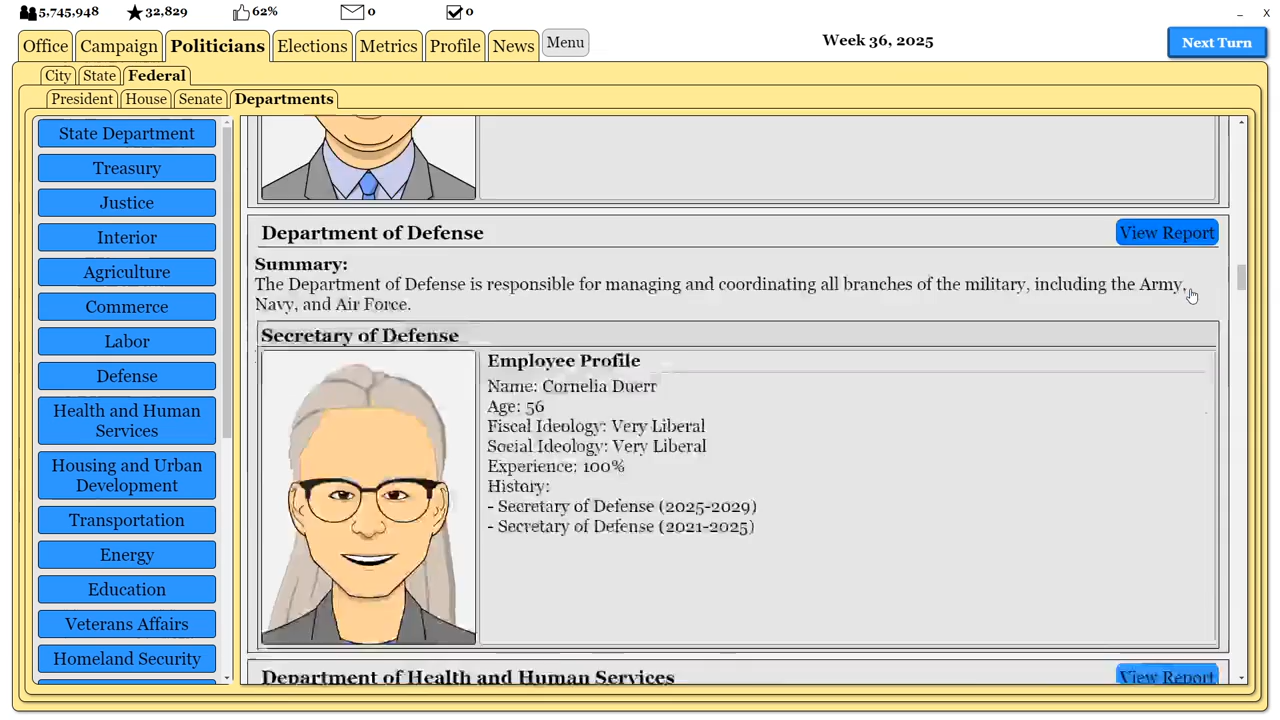 5,745,948 32,829 62% 0 0
_ X
Office Campaign Politicians Elections Metrics Profile News Menu Week 36, 2025 Next Turn
City State Federal
President House Senate Departments
State Department
Treasury
Justice
Interior
Agriculture
Commerce
Labor
Defense
Health and Human
Services
Housing and Urban
Development
Transportation
Energy
Education
Veterans Affairs
Homeland Security
Department of Defense View Report
Summary:
The Department of Defense is responsible for managing and coordinating all branches of the military, including the Army,
Navy, and Air Force.
Secretary of Defense
Employee Profile
Name: Cornelia Duerr
Age: 56
Fiscal Ideology: Very Liberal
Social Ideology: Very Liberal
Experience: 100%
History:
- Secretary of Defense (2025-2029)
- Secretary of Defense (2021-2025)
Department of Health and Human Services View Report